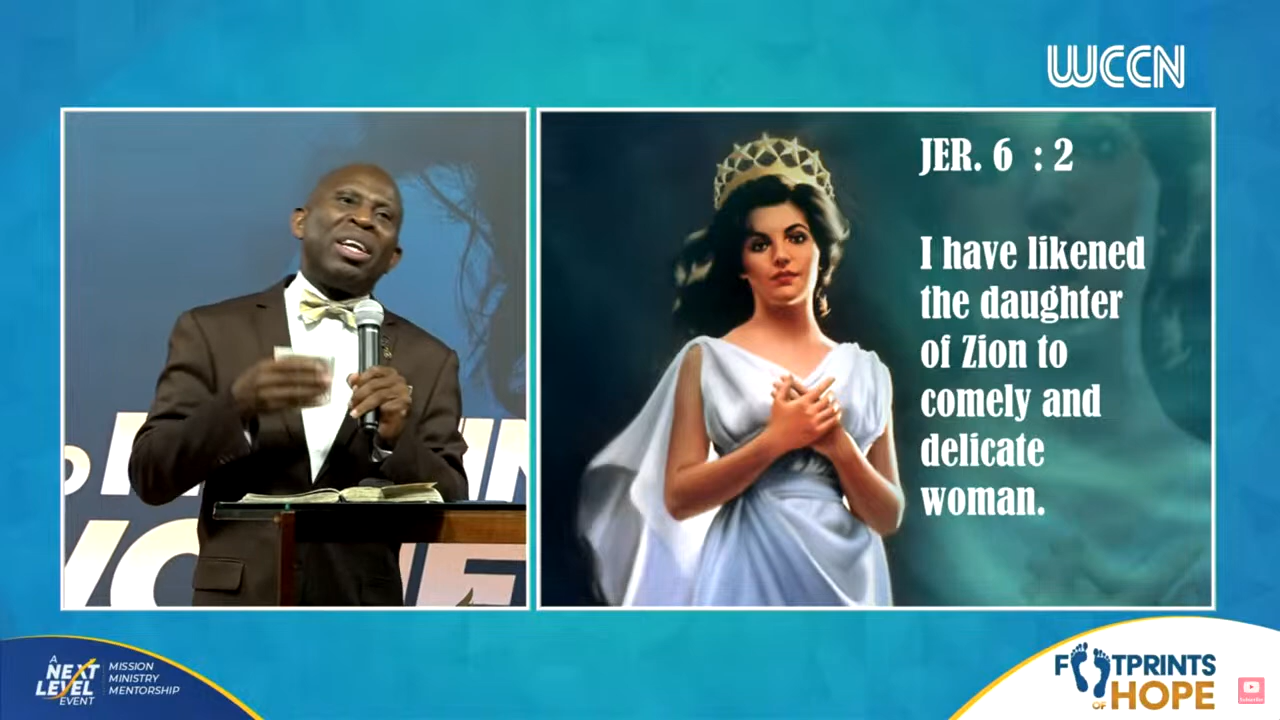 WCCN
JER. 6 : 2
I have likened
the daughter
of Zion to
comely and
delicate
woman.
A
NEXT
LEVEL
EVENT
MISSION
MINISTRY
MENTORSHIP
FOOTPRINTS
OF HOPE
Subscribe